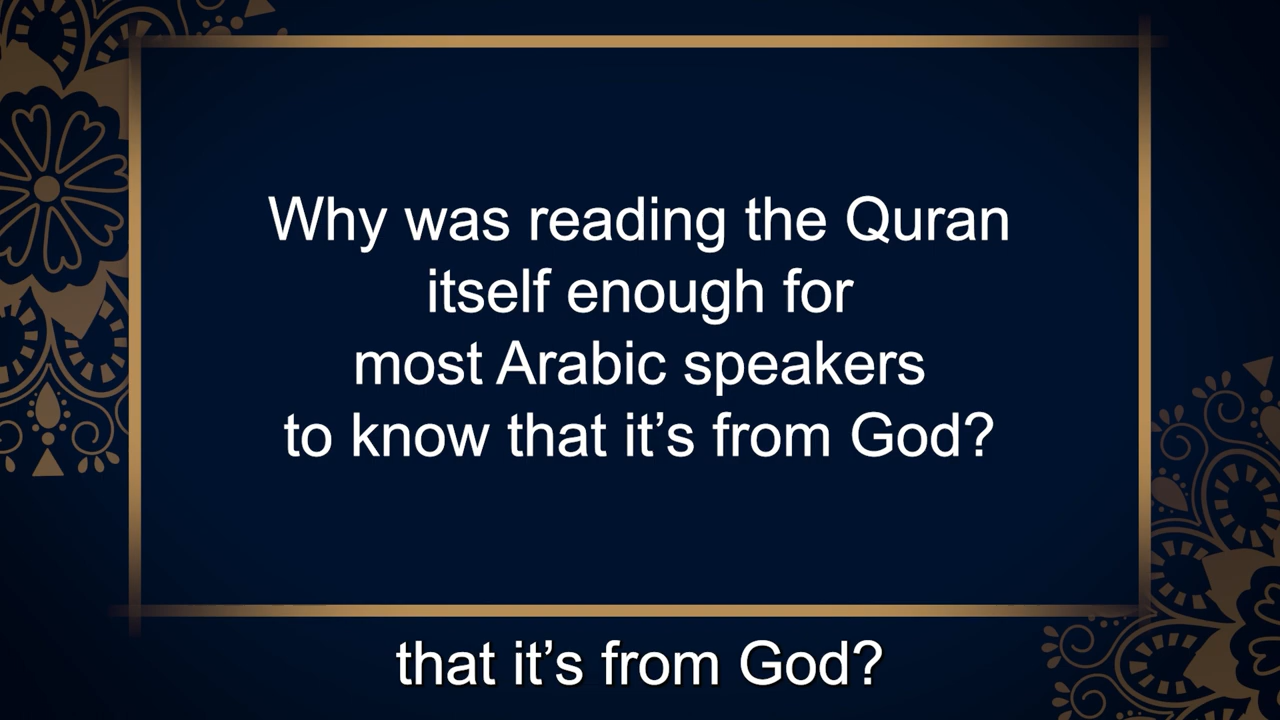 Why was reading the Quran
itself enough for
most Arabic speakers
to know that it’s from God?
that it’s from God?